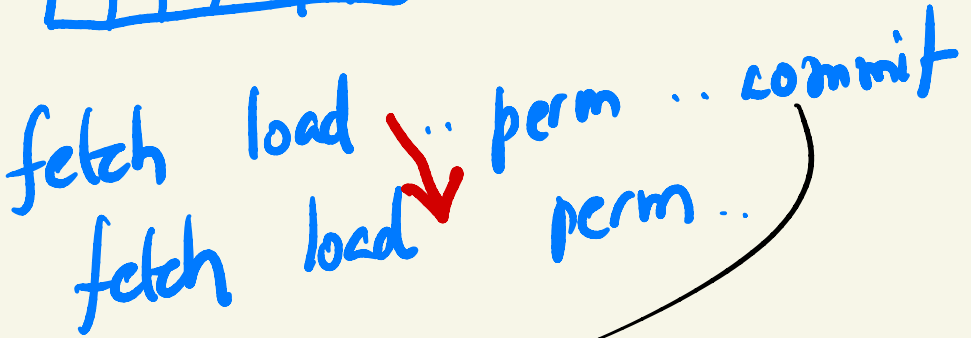 fetch load .. perm .. commit
fetch load perm ..